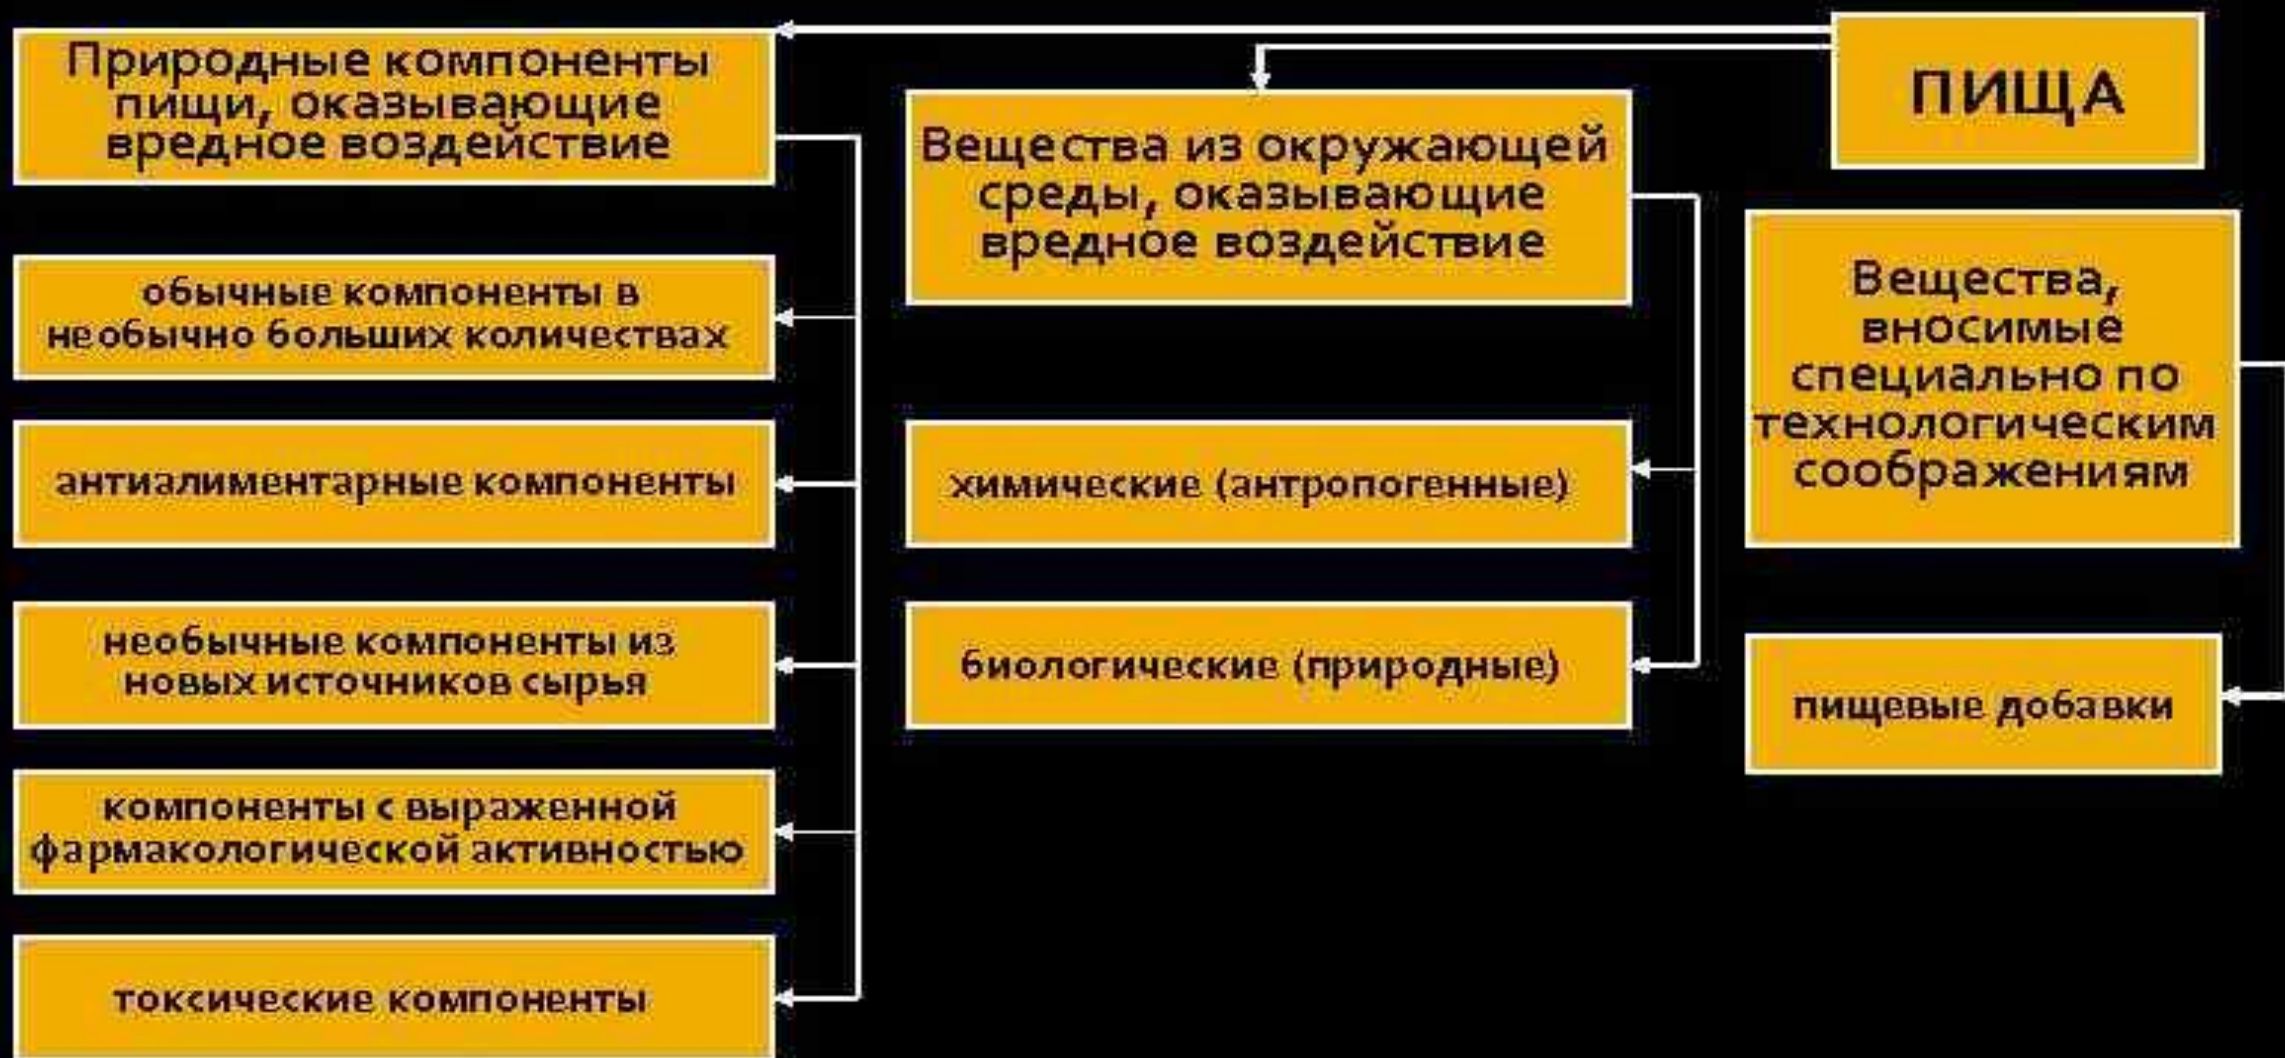 ПИЩА
Природные компоненты
пищи, оказывающие
вредное воздействие
обычные компоненты в
необычно больших количествах
антиалиментарные компоненты
необычные компоненты из
новых источников сырья
компоненты с выраженной
фармакологической активностью
токсические компоненты
Вещества из окружающей
среды, оказывающие
вредное воздействие
химические (антропогенные)
биологические (природные)
Вещества,
вносимые
специально по
технологическим
соображениям
пищевые добавки